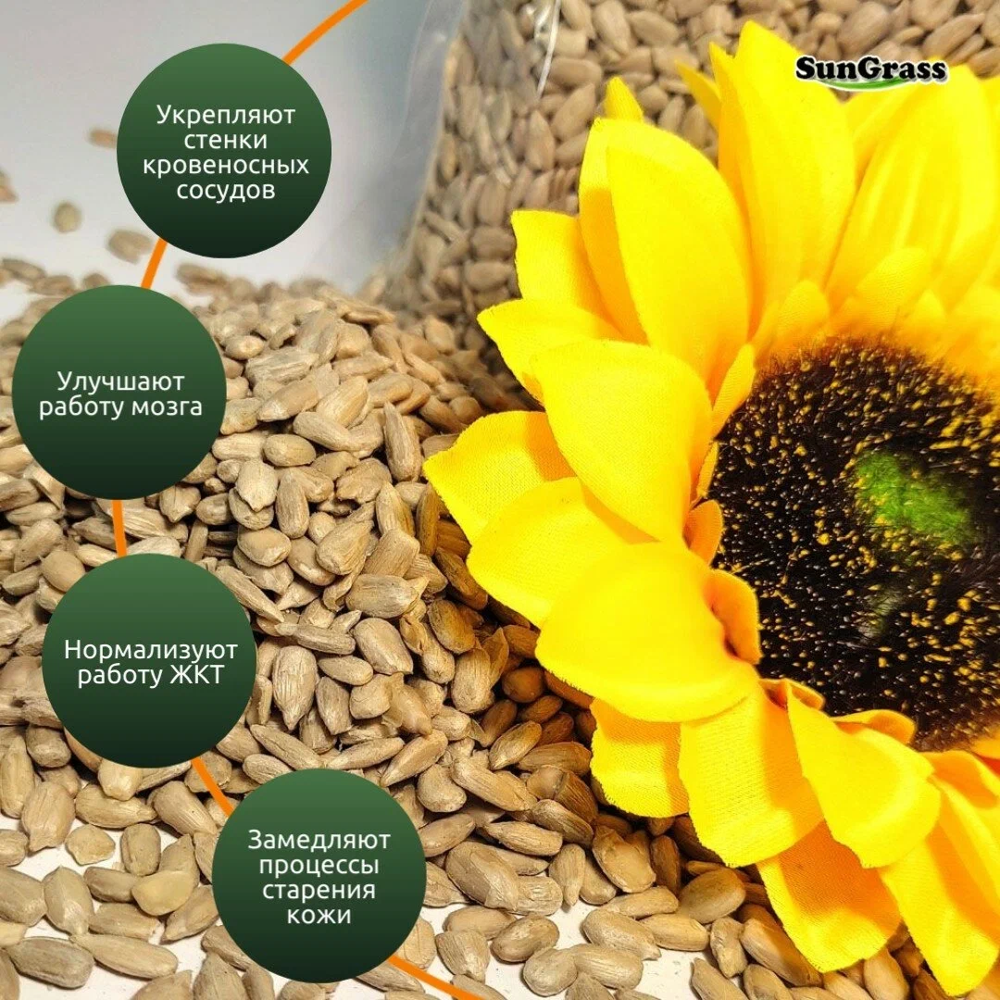 SunGrass
Укрепляют
стенки
кровеносных
сосудов
Улучшают
работу мозга
Нормализуют
работу ЖКТ
Замедляют
процессы
старения
кожи